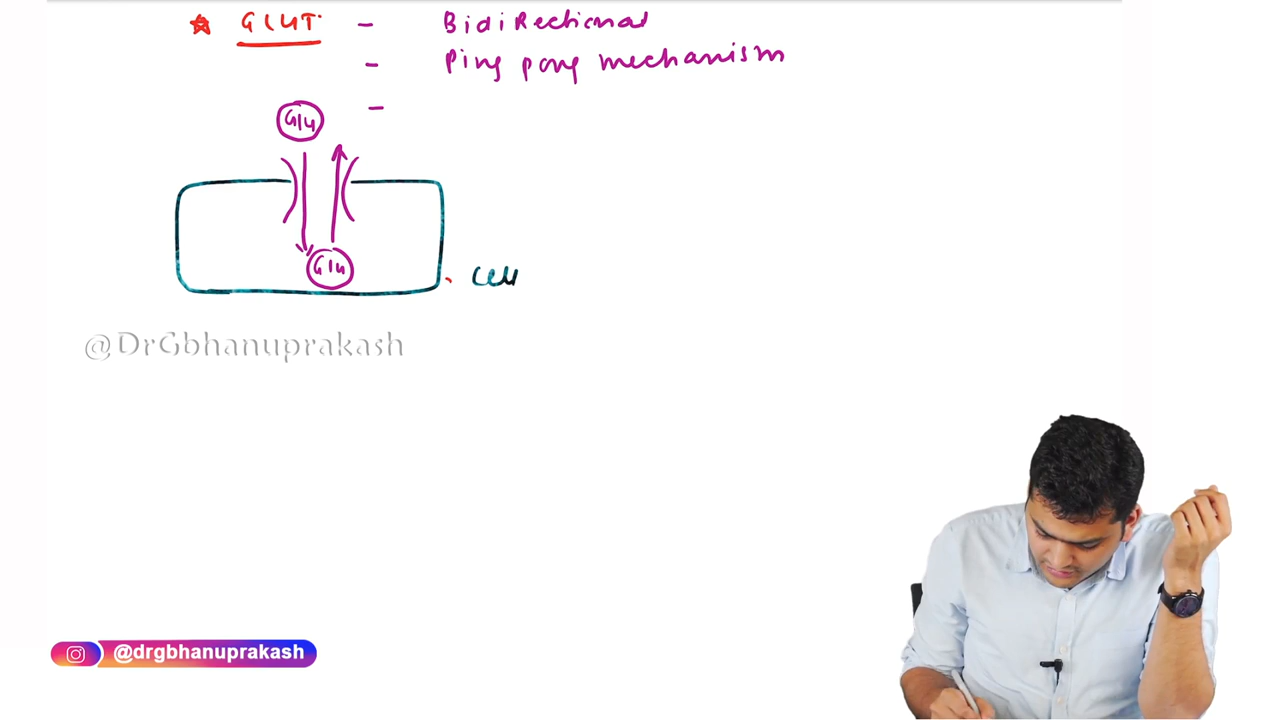 GLUT - Bidirectional
- Ping pong mechanism
-
Glu
Glu
Cell
@DrGbhanuprakash
@drgbhanuprakash